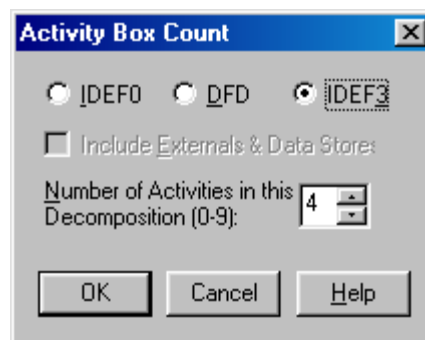 Activity Box Count
IDEF0 DFD IDEF3
Include Externals & Data Stores
Number of Activities in this
Decomposition (0-9):
4
OK Cancel Help